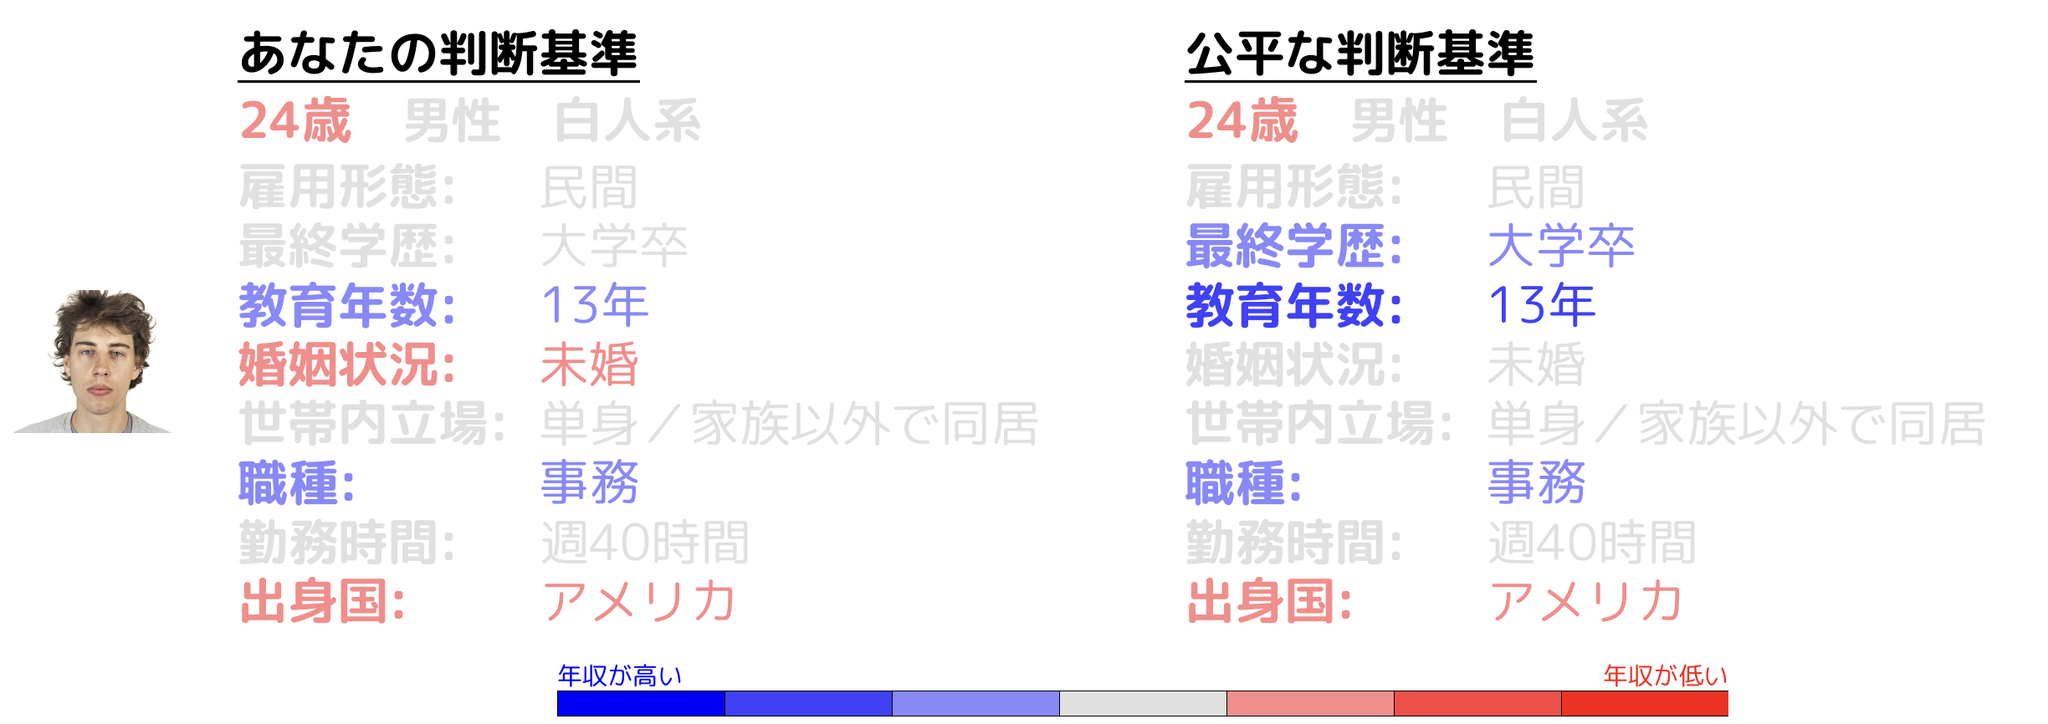 あなたの判断基準
24歳 男性 白人系
雇用形態: 民間
最終学歴: 大学卒
教育年数: 13年
婚姻状況: 未婚
世帯内立場: 単身／家族以外で同居
職種: 事務
勤務時間: 週40時間
出身国: アメリカ
公平な判断基準
24歳 男性 白人系
雇用形態: 民間
最終学歴: 大学卒
教育年数: 13年
婚姻状況: 未婚
世帯内立場: 単身／家族以外で同居
職種: 事務
勤務時間: 週40時間
出身国: アメリカ
年収が高い
年収が低い